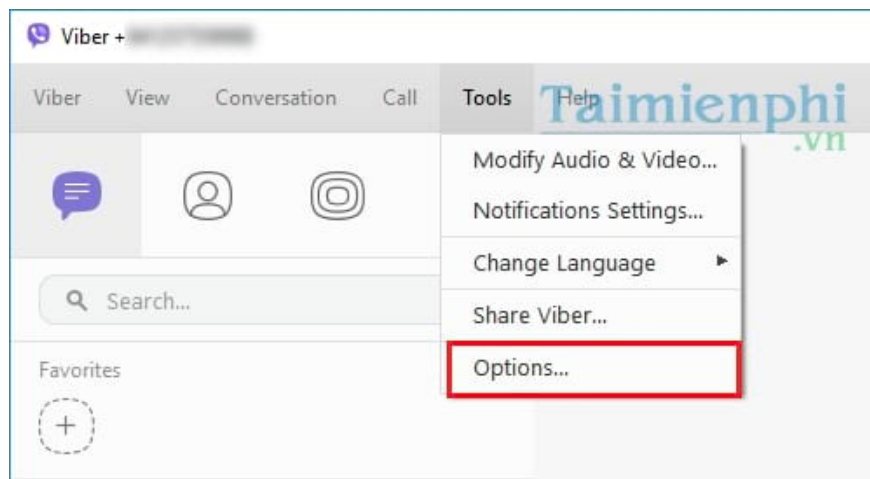 Viber +
Viber View Conversation Call Tools Help
Taimienphi
.vn
Modify Audio & Video...
Notifications Settings...
Change Language
Search...
Share Viber...
Favorites
Options...